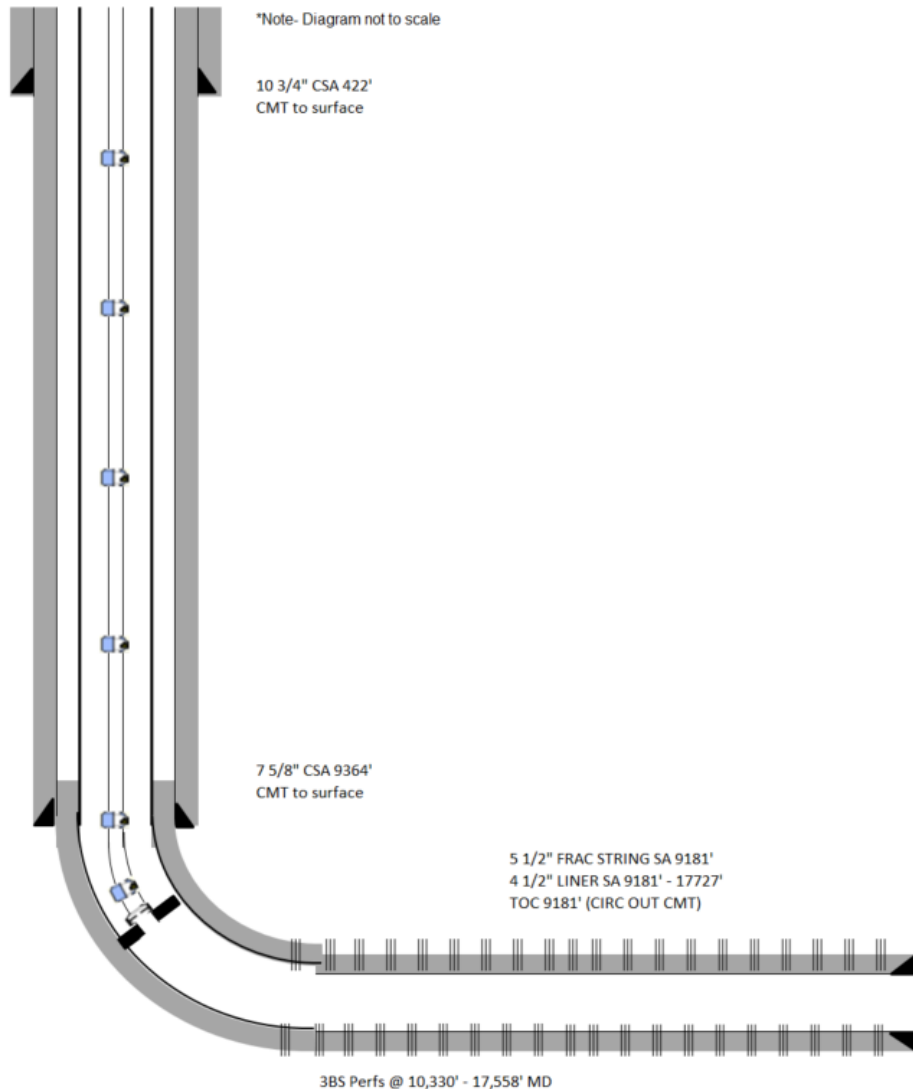 *Note- Diagram not to scale
10 3/4" CSA 422'
CMT to surface
7 5/8" CSA 9364'
CMT to surface
5 1/2" FRAC STRING SA 9181'
4 1/2" LINER SA 9181' - 17727'
TOC 9181' (CIRC OUT CMT)
3BS Perfs @ 10,330' - 17,558' MD